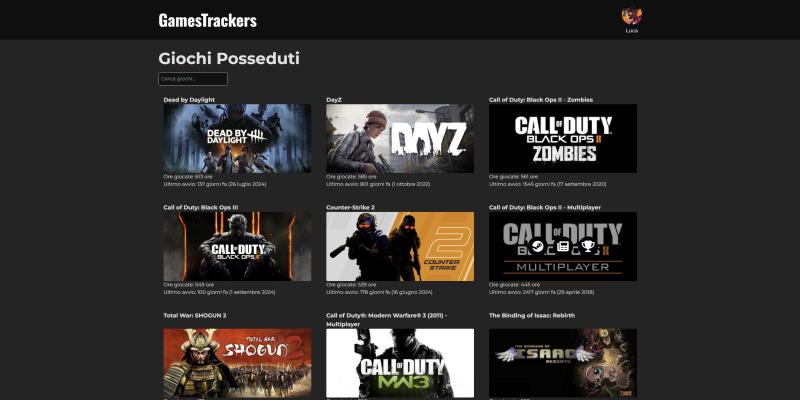 GamesTrackers
Luca
Giochi Posseduti
Cerca giochi...
Dead by Daylight
DayZ
Call of Duty: Black Ops II - Zombies
DEAD BY DAYLIGHT
DAYZ
CALL OF DUTY
BLACK OPS II
ZOMBIES
Ore giocate: 613 ore
Ultimo avvio: 137 giorni fa (26 luglio 2024)
Ore giocate: 585 ore
Ultimo avvio: 801 giorni fa (1 ottobre 2022)
Ore giocate: 561 ore
Ultimo avvio: 1545 giorni fa (17 settembre 2020)
Call of Duty: Black Ops III
Counter-Strike 2
Call of Duty: Black Ops II - Multiplayer
CALL OF DUTY
BLACK OPS III
2
COUNTER
STRIKE
CALL OF DUTY
BLACK OPS II
MULTIPLAYER
Ore giocate: 549 ore
Ultimo avvio: 100 giorni fa (1 settembre 2024)
Ore giocate: 539 ore
Ultimo avvio: 178 giorni fa (16 giugno 2024)
Ore giocate: 445 ore
Ultimo avvio: 2417 giorni fa (29 aprile 2018)
Total War: SHOGUN 2
Call of Duty®: Modern Warfare® 3 (2011) -
Multiplayer
The Binding of Isaac: Rebirth
TOTAL WAR
SHOGUN 2
CALL OF DUTY
MW3
THE BINDING OF
ISAAC
REBIRTH